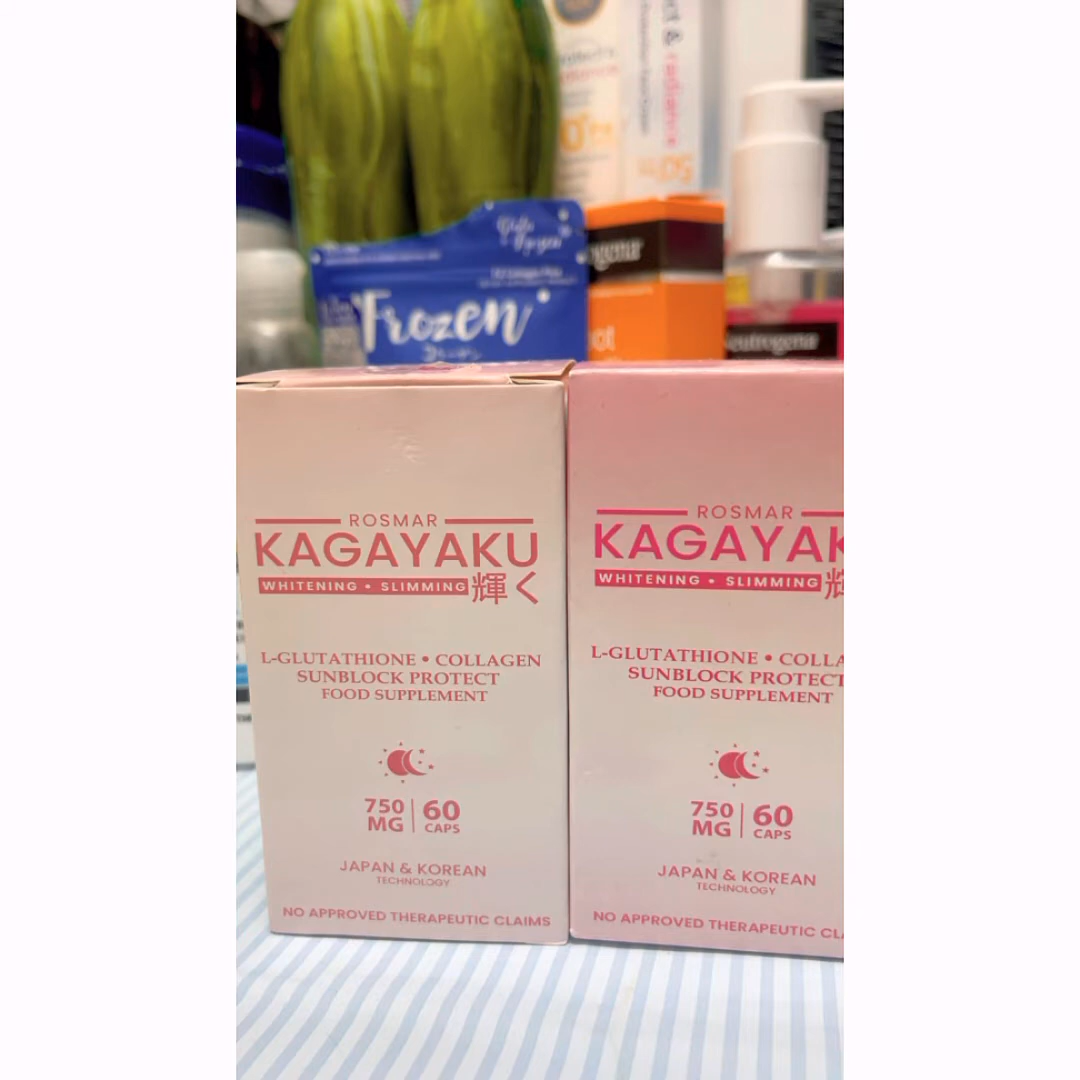 & radiance
Frozen
Neutrogena
ROSMAR
KAGAYAKU
WHITENING • SLIMMING 輝く
L-GLUTATHIONE • COLLAGEN
SUNBLOCK PROTECT
FOOD SUPPLEMENT
750 MG | 60 CAPS
JAPAN & KOREAN
TECHNOLOGY
NO APPROVED THERAPEUTIC CLAIMS
ROSMAR
KAGAYAK
WHITENING • SLIMMING
L-GLUTATHIONE • COLLA
SUNBLOCK PROTECT
FOOD SUPPLEMENT
750 MG | 60 CAPS
JAPAN & KOREAN
TECHNOLOGY
NO APPROVED THERAPEUTIC CLA